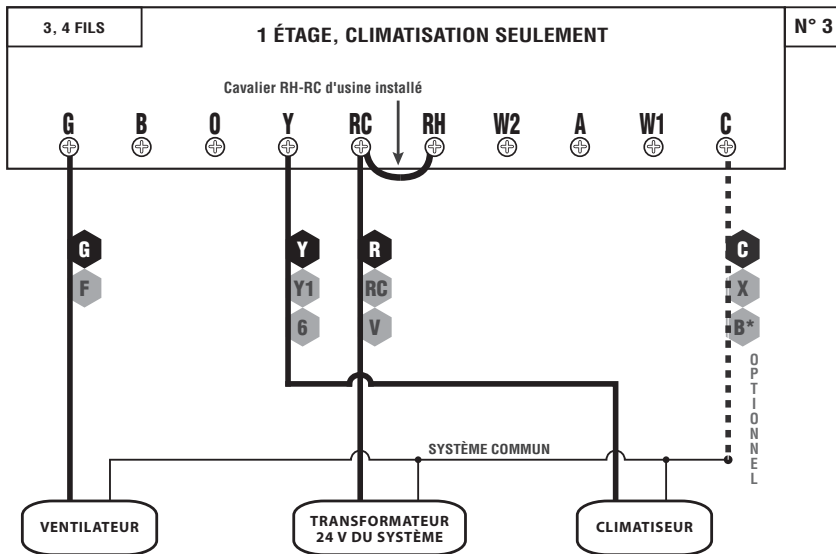 3, 4 FILS
1 ÉTAGE, CLIMATISATION SEULEMENT
N° 3
Cavalier RH-RC d'usine installé
G B O Y RC RH W2 A W1 C
G Y R C
F Y1 RC X
6 V B*
OPTIONNEL
SYSTÈME COMMUN
VENTILATEUR
TRANSFORMATEUR
24 V DU SYSTÈME
CLIMATISEUR